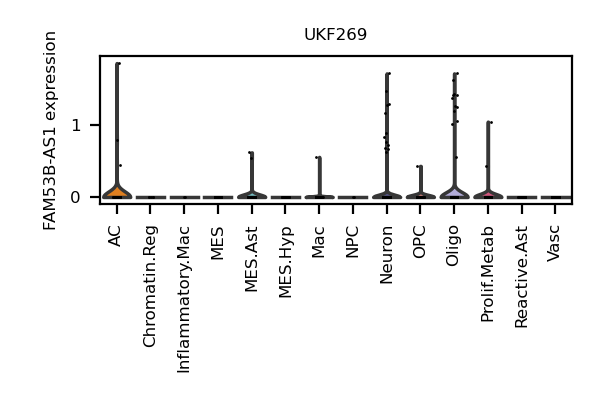 UKF269
FAM53B-AS1 expression
1
0
AC
Chromatin.Reg
Inflammatory.Mac
MES
MES.Ast
MES.Hyp
Mac
NPC
Neuron
OPC
Oligo
Prolif.Metab
Reactive.Ast
Vasc